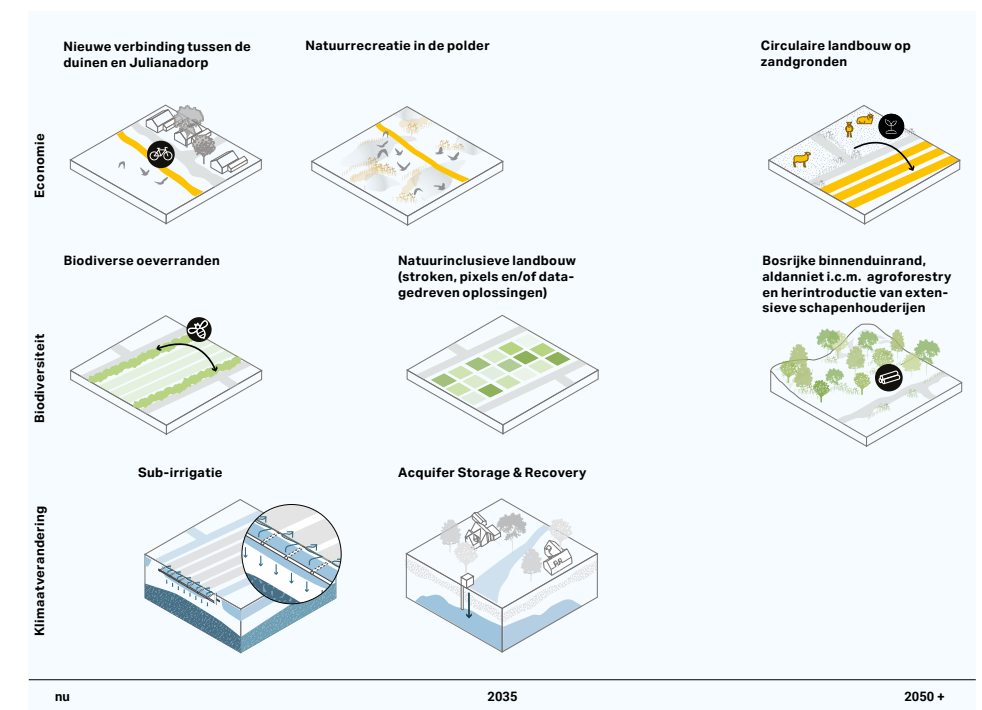 Economie
Nieuwe verbinding tussen de
duinen en Julianadorp
Natuurrecreatie in de polder
Circulaire landbouw op
zandgronden
Biodiversiteit
Biodiverse oeverranden
Natuurinclusieve landbouw
(stroken, pixels en/of data-
gedreven oplossingen)
Bosrijke binnenduinrand,
aldanniet i.c.m. agroforestry
en herintroductie van exten-
sieve schapenhouderijen
Klimaatverandering
Sub-irrigatie
Acquifer Storage & Recovery
nu
2035
2050 +